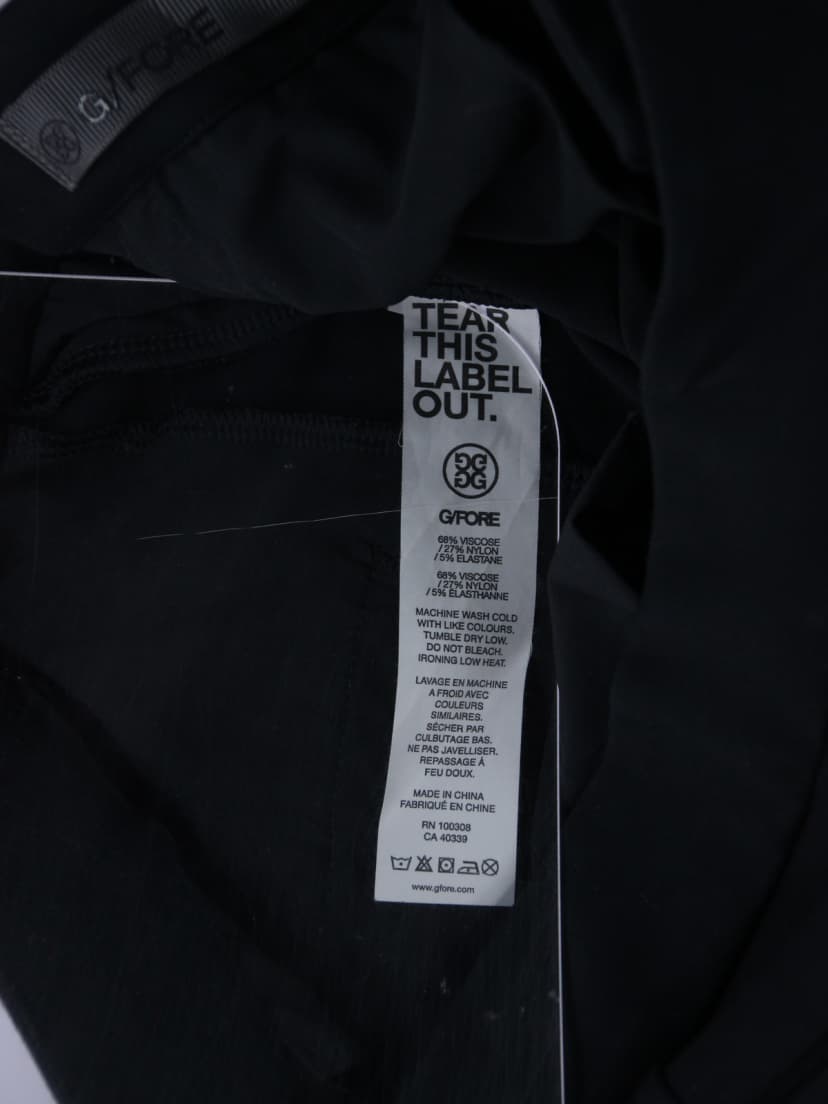 G/FORE
TEAR
THIS
LABEL
OUT.
G/FORE
68% VISCOSE
/ 27% NYLON
/ 5% ELASTANE
68% VISCOSE
/ 27% NYLON
/ 5% ÉLASTHANNE
MACHINE WASH COLD
WITH LIKE COLOURS.
TUMBLE DRY LOW.
DO NOT BLEACH.
IRONING LOW HEAT.
LAVAGE EN MACHINE
A FROID AVEC
COULEURS
SIMILAIRES.
SÉCHER PAR
CULBUTAGE BAS.
NE PAS JAVELLISER.
REPASSAGE À
FEU DOUX.
MADE IN CHINA
FABRIQUÉ EN CHINE
RN 100308
CA 40339
www.gfore.com